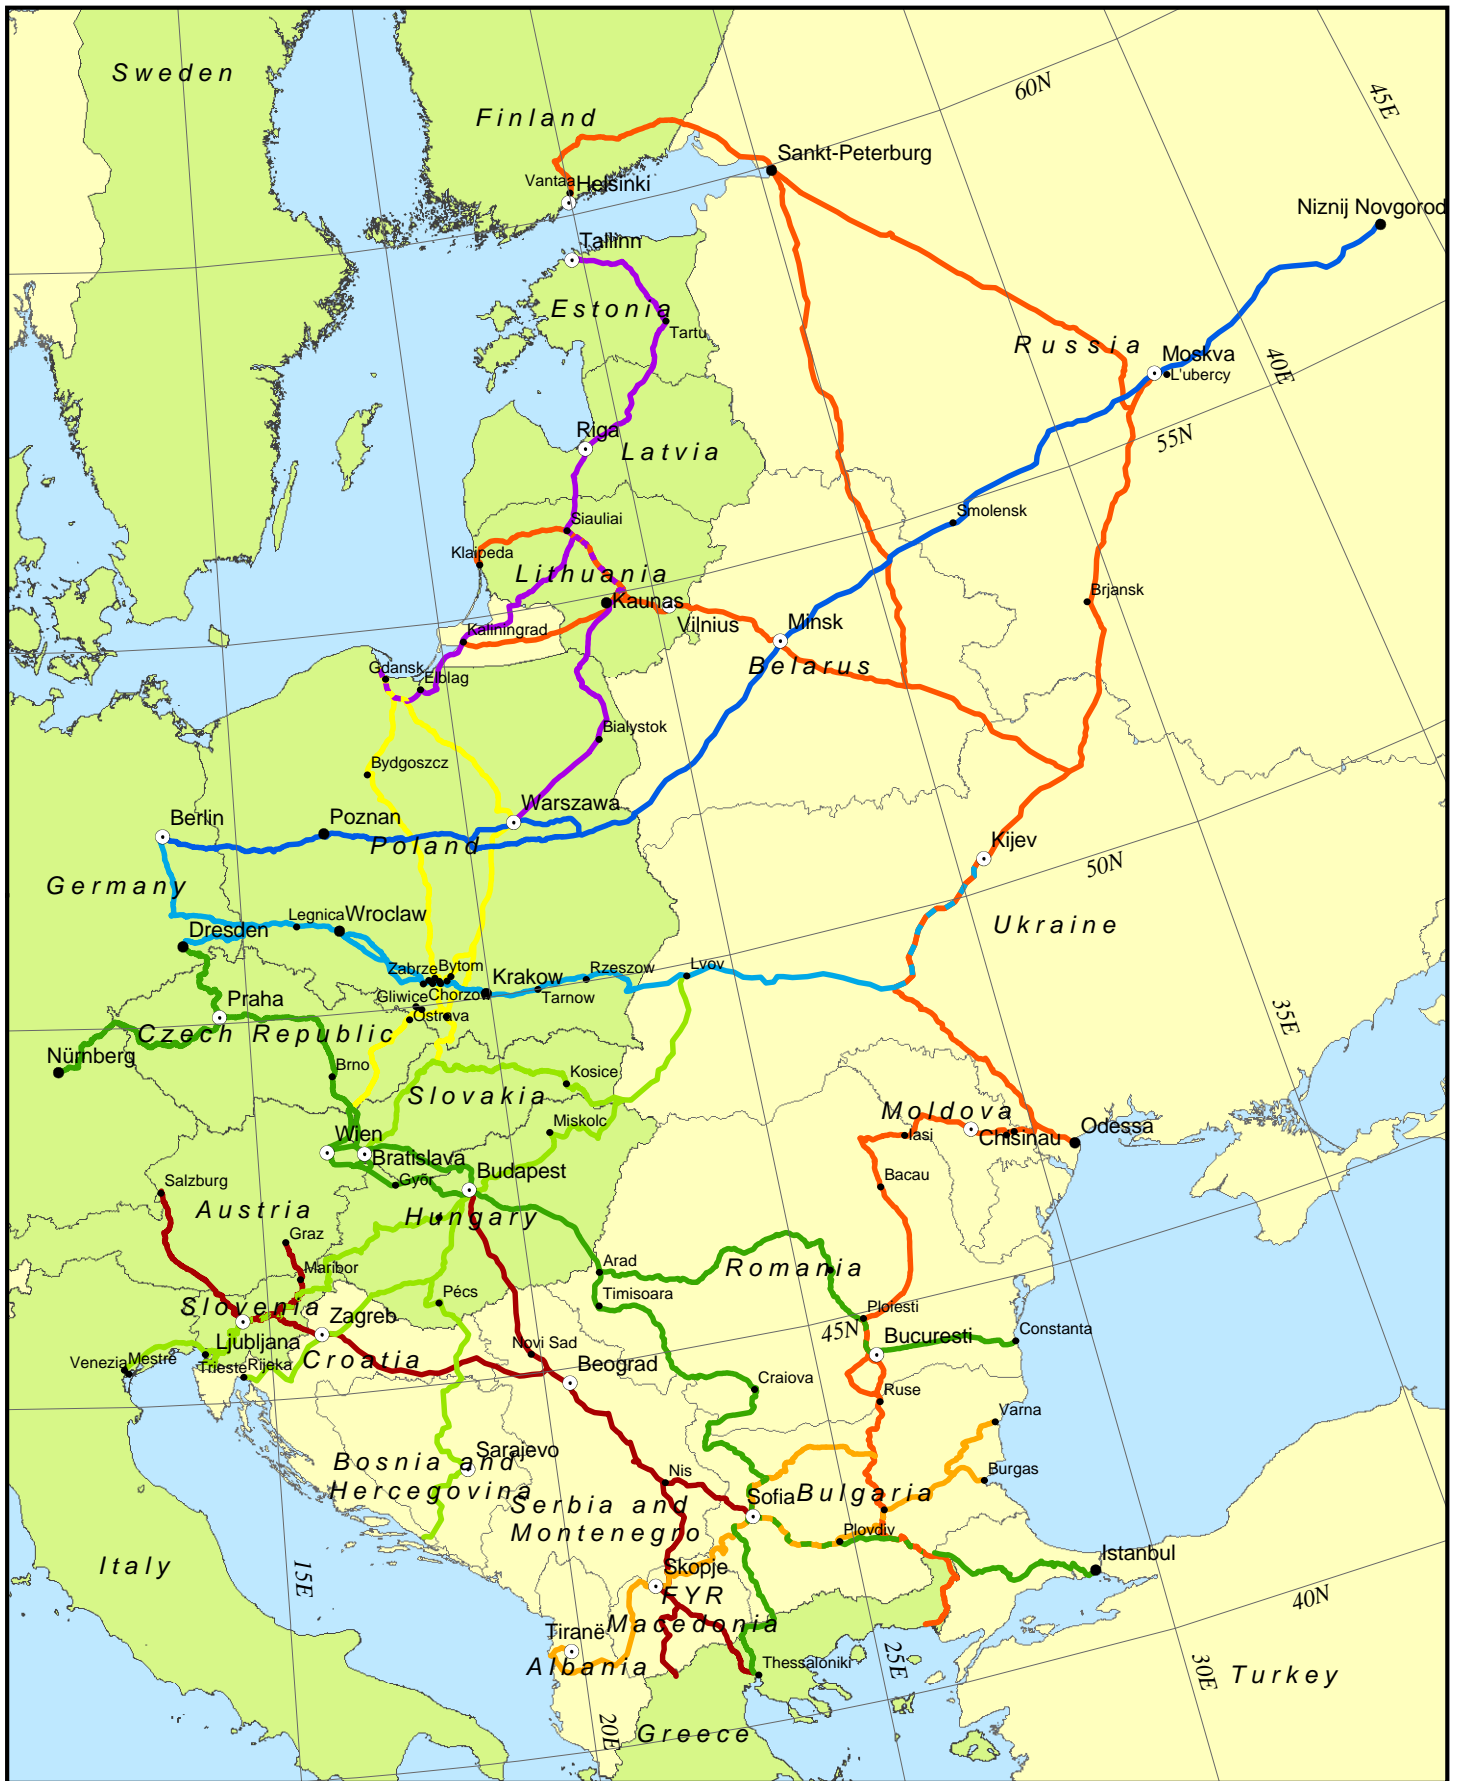 Sweden
60N
45E
Finland
Sankt-Peterburg
Vantaa
Helsinki
Niznij Novgorod
Tallinn
Estonia
Tartu
Russia
Moskva
L'ubercy
40E
Riga
Latvia
55N
Siauliai
Smolensk
Klaipeda
Lithuania
Kaunas
Brjansk
Vilnius
Minsk
Kaliningrad
Belarus
Gdansk
Elblag
Bialystok
Bydgoszcz
Warszawa
Berlin
Poznan
Poland
Kijev
50N
Germany
Legnica
Wroclaw
Ukraine
Dresden
Zabrze
Bytom
Krakow
Rzeszow
Lvov
Gliwice
Chorzow
Tarnow
Praha
Ostrava
35E
Czech Republic
Nürnberg
Brno
Kosice
Slovakia
Moldova
Miskolc
Wien
Iasi
Chisinau
Odessa
Bratislava
Salzburg
Györ
Budapest
Bacau
Austria
Hungary
Graz
Maribor
Arad
Romania
Pécs
Timisoara
Slovenia
Zagreb
Ploiesti
45N
Bucuresti
Constanta
Ljubljana
Novi Sad
Venezia
Mestre
Trieste
Rijeka
Croatia
Beograd
Craiova
Ruse
Varna
Sarajevo
Bosnia and
Hercegovina
Nis
Burgas
Serbia and
Montenegro
Sofia
Bulgaria
Plovdiv
Italy
15E
Skopje
Istanbul
FYR
Macedonia
40N
Tiranë
Albania
Thessaloniki
25E
30E
Turkey
20E
Greece